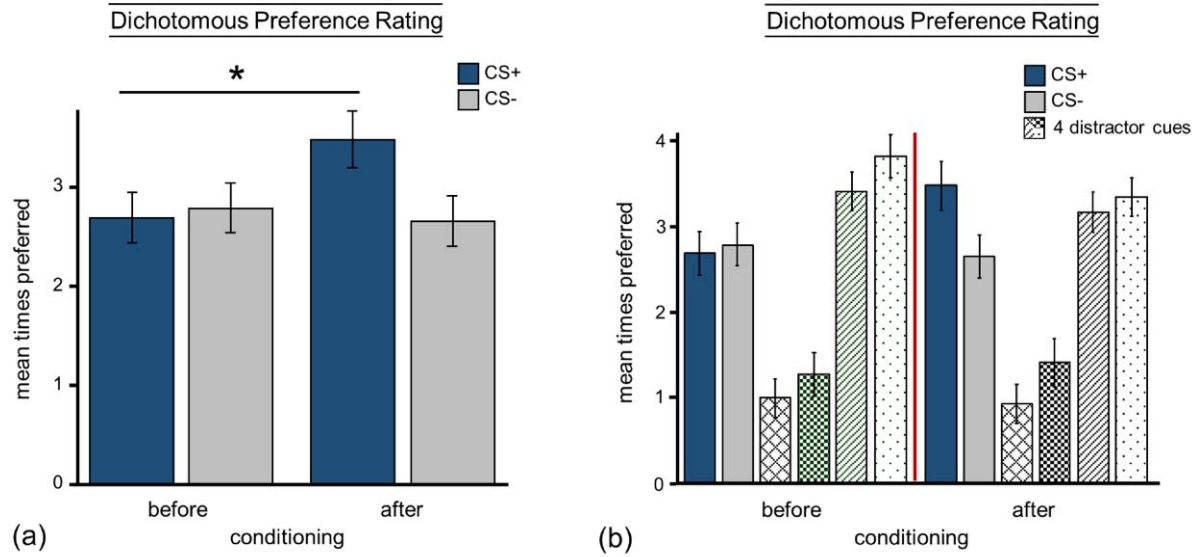 Dichotomous Preference Rating
*
CS+
CS-
mean times preferred
3
2
1
0
before
after
(a)
conditioning
Dichotomous Preference Rating
CS+
CS-
4 distractor cues
mean times preferred
4
3
2
1
0
before
after
(b)
conditioning